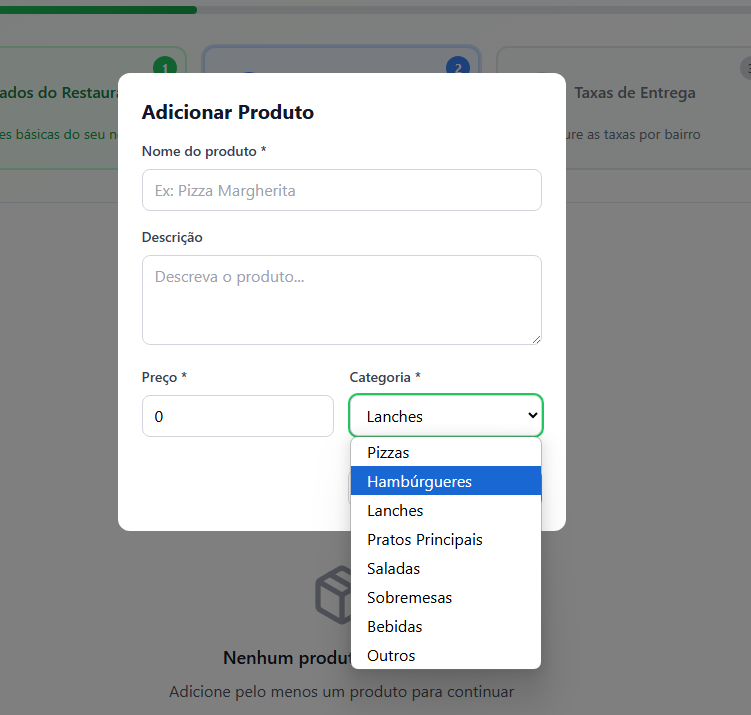 1
2
3
ados do Restaura
Taxas de Entrega
es básicas do seu n
ure as taxas por bairro
Adicionar Produto
Nome do produto *
Ex: Pizza Margherita
Descrição
Descreva o produto...
Preço *
Categoria *
0
Lanches
Pizzas
Hambúrgueres
Lanches
Pratos Principais
Saladas
Sobremesas
Bebidas
Outros
Nenhum produt
Adicione pelo menos um produto para continuar